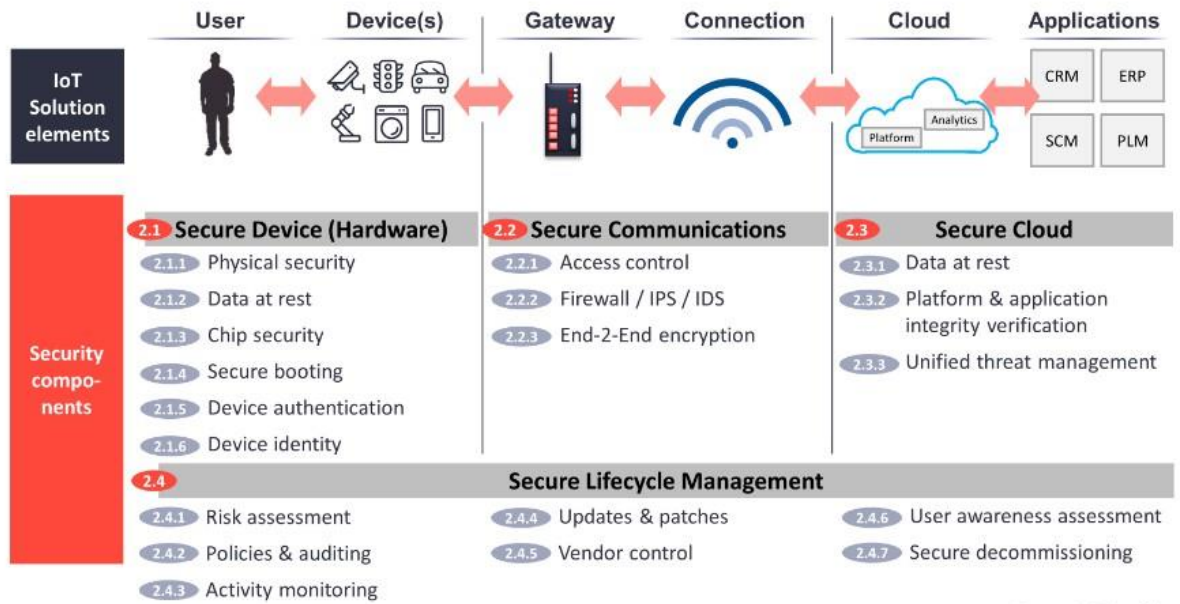 User Device(s) Gateway Connection Cloud Applications
IoT
Solution
elements
CRM ERP
Analytics
Platform
SCM PLM
Security
compo-
nents
2.1 Secure Device (Hardware)
2.1.1 Physical security
2.1.2 Data at rest
2.1.3 Chip security
2.1.4 Secure booting
2.1.5 Device authentication
2.1.6 Device identity
2.2 Secure Communications
2.2.1 Access control
2.2.2 Firewall / IPS / IDS
2.2.3 End-2-End encryption
2.3 Secure Cloud
2.3.1 Data at rest
2.3.2 Platform & application
integrity verification
2.3.3 Unified threat management
2.4 Secure Lifecycle Management
2.4.1 Risk assessment
2.4.2 Policies & auditing
2.4.3 Activity monitoring
2.4.4 Updates & patches
2.4.5 Vendor control
2.4.6 User awareness assessment
2.4.7 Secure decommissioning